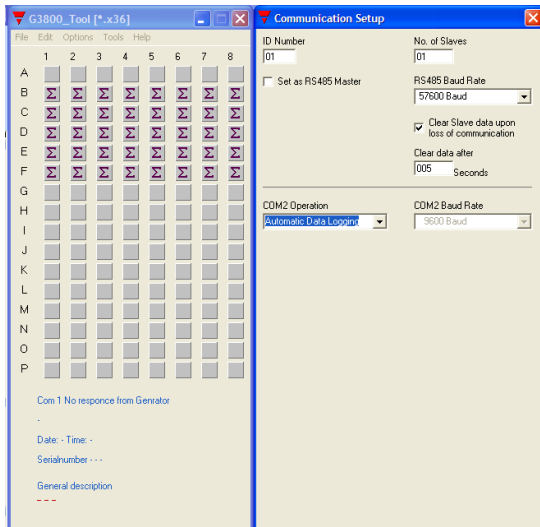 G3800_Tool [*.x36]
File Edit Options Tools Help
1 2 3 4 5 6 7 8
A
B Σ Σ Σ Σ Σ Σ Σ Σ
C Σ Σ Σ Σ Σ Σ Σ Σ
D Σ Σ Σ Σ Σ Σ Σ Σ
E Σ Σ Σ Σ Σ Σ Σ Σ
F Σ Σ Σ Σ Σ Σ Σ Σ
G
H
I
J
K
L
M
N
O
P
Com 1 No responce from Genrator
-
Date: - Time: -
Serialnumber - - -
General description
- - -
Communication Setup
ID Number
01
No. of Slaves
01
Set as RS485 Master
RS485 Baud Rate
57600 Baud
Clear Slave data upon
loss of communication
Clear data after
005 Seconds
COM2 Operation
Automatic Data Logging
COM2 Baud Rate
9600 Baud